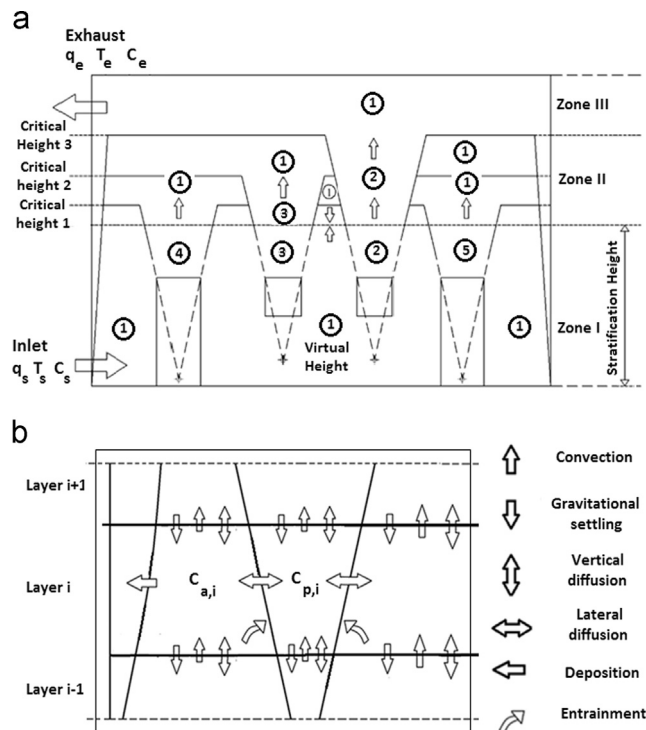 a
Exhaust
qe Te Ce
Critical
Height 3
Critical
height 2
Critical
height 1
1
Zone III
1
1
1
2
1
1
Zone II
3
4
3
2
5
1
1
Virtual
Height
1
Zone I
Stratification Height
Inlet
qs Ts Cs
b
Layer i+1
Layer i
Layer i-1
Ca,i
Cp,i
Convection
Gravitational
settling
Vertical
diffusion
Lateral
diffusion
Deposition
Entrainment